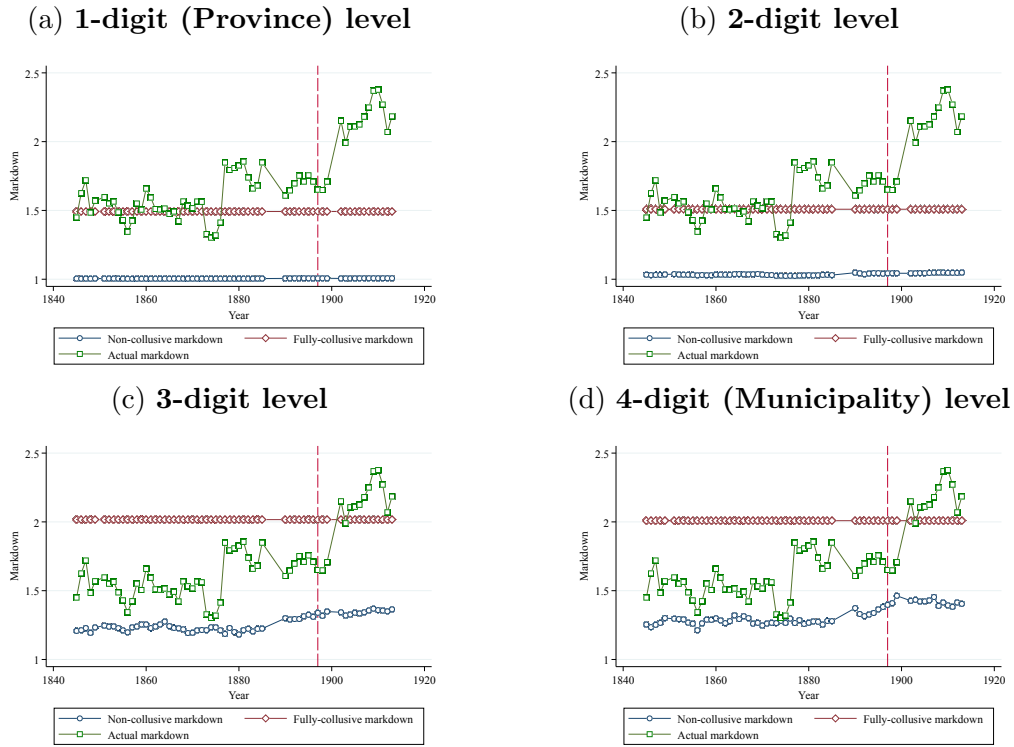 (a) 1-digit (Province) level
2.5
2
1.5
1
Markdown
1840
1860
1880
1900
1920
Year
Non-collusive markdown
Fully-collusive markdown
Actual markdown
(b) 2-digit level
2.5
2
1.5
1
Markdown
1840
1860
1880
1900
1920
Year
Non-collusive markdown
Fully-collusive markdown
Actual markdown
(c) 3-digit level
2.5
2
1.5
1
Markdown
1840
1860
1880
1900
1920
Year
Non-collusive markdown
Fully-collusive markdown
Actual markdown
(d) 4-digit (Municipality) level
2.5
2
1.5
1
Markdown
1840
1860
1880
1900
1920
Year
Non-collusive markdown
Fully-collusive markdown
Actual markdown